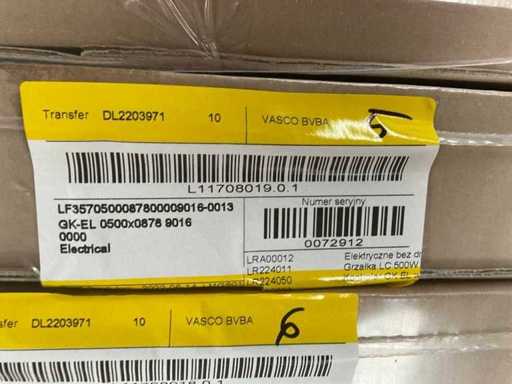 Transfer DL2203971 10 VASCO BVBA 5
L11708019.0.1
LF3570500087800009016-0013
GK-EL 0500x0878 9016
0000
Electrical
Numer seryjny
0072912
LRA00012 Elektryczne bez
LR224011 Grzałka LC 500W
LR224050
DL2203971 10 VASCO BVBA 6